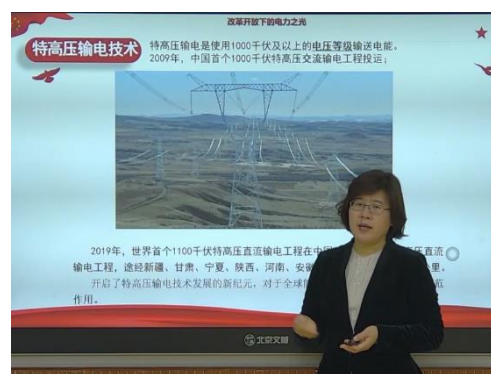 改革开放下的电力之光
特高压输电技术
特高压输电是使用1000千伏及以上的电压等级输送电能。
2009年,中国首个1000千伏特高压交流输电工程投运;
2019年,世界首个1100千伏特高压直流输电工程在中国 压直流
输电工程,途经新疆、甘肃、宁夏、陕西、河南、安徽 里。
开启了特高压输电技术发展的新纪元,对于全球能 范
作用。
北京文香